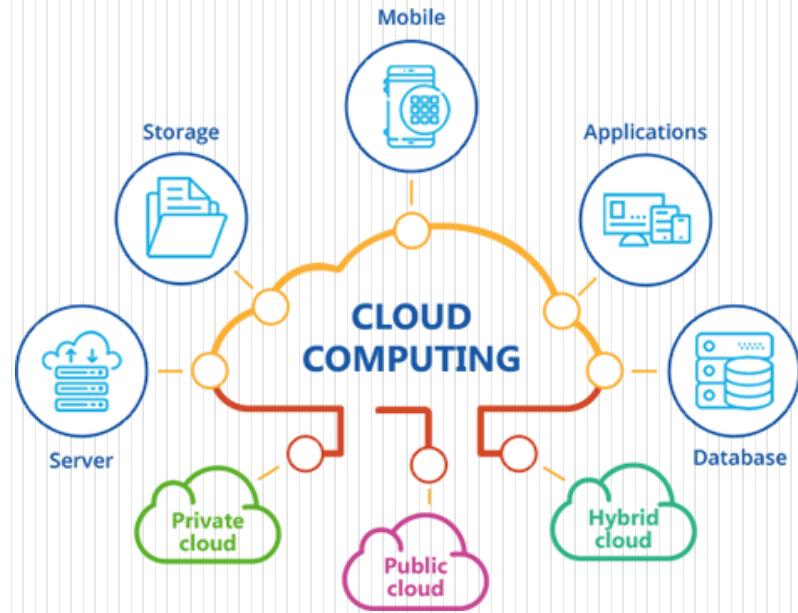 Mobile
Storage
Applications
CLOUD
COMPUTING
Server
Database
Private
cloud
Public
cloud
Hybrid
cloud